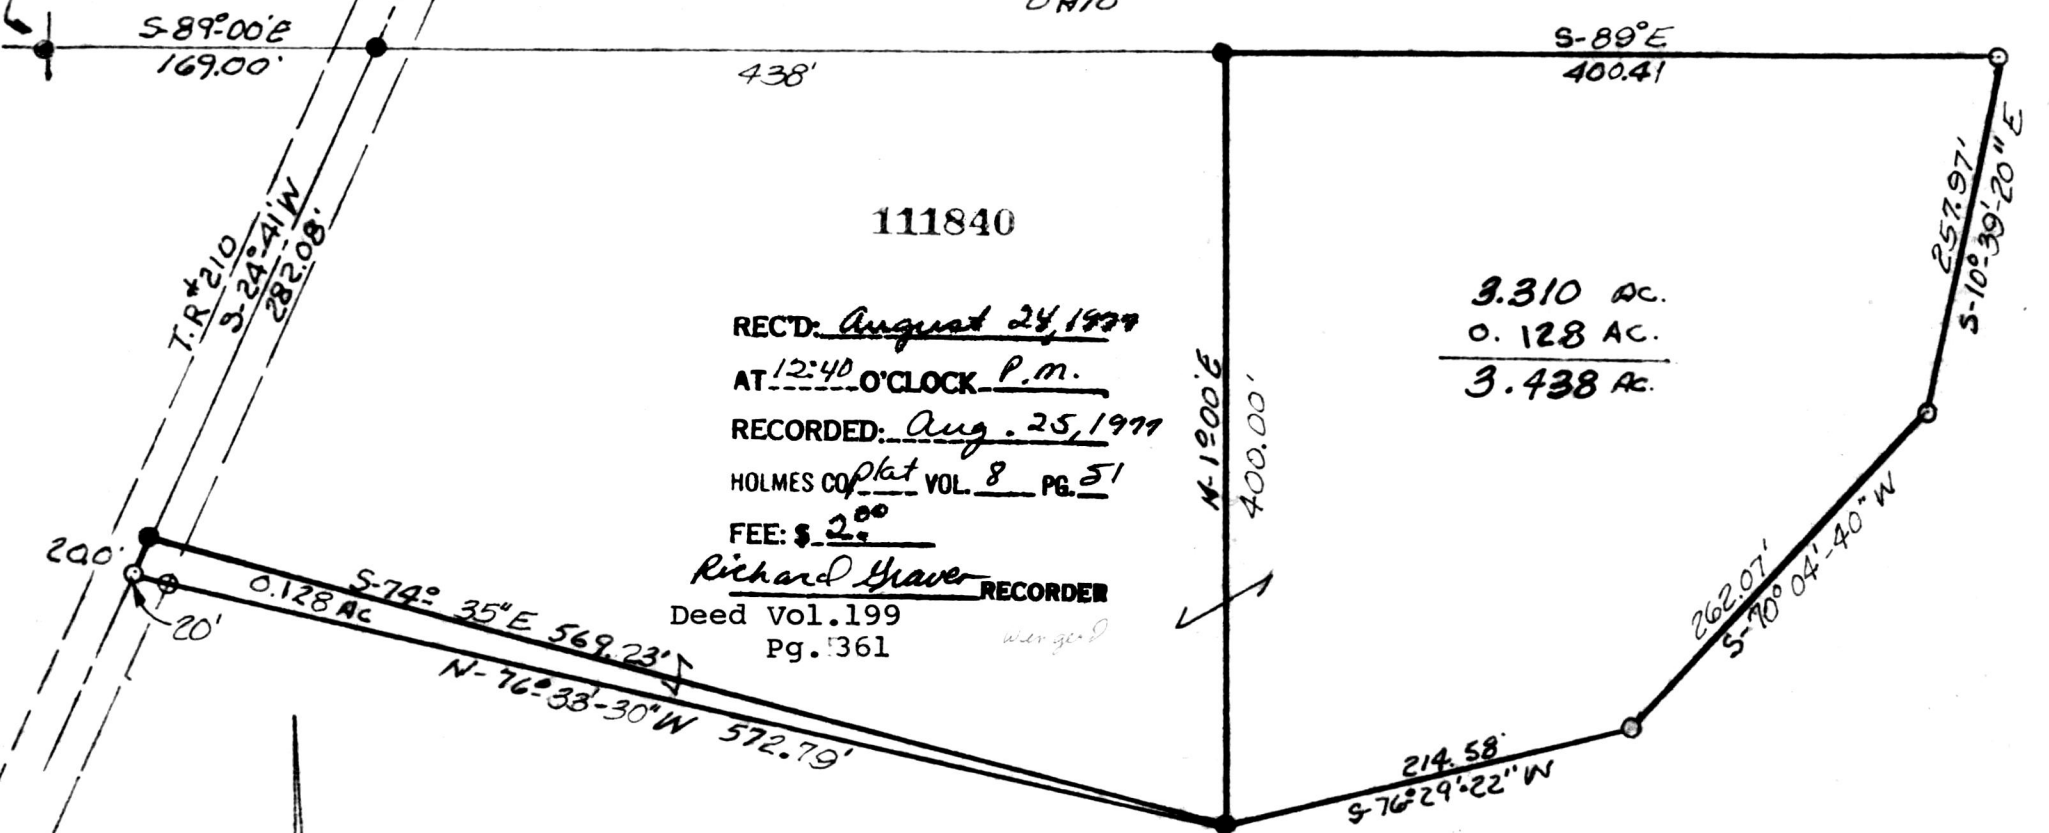 S-89°-00'E
169.00'
438'
S-89°E
400.41
T.R#210
S-24°-41'W
282.08'
111840
REC'D: August 24, 1977
AT 12:40 O'CLOCK P.M.
RECORDED: Aug. 25, 1977
HOLMES CO plat VOL. 8 PG. 51
FEE: $ 2.00
Richard Graver RECORDER
Deed Vol.199
Pg. 361
N-1°00'E
400.00'
3.310 AC.
0.128 AC.
3.438 AC.
257.97'
S-10°-39'-20"E
262.07'
S-70°04'-40"W
214.58'
S-76°29'-22"W
20.0'
20'
0.128 AC
S-74° 35"E 569.23'
N-76°-33'-30"W 572.79'